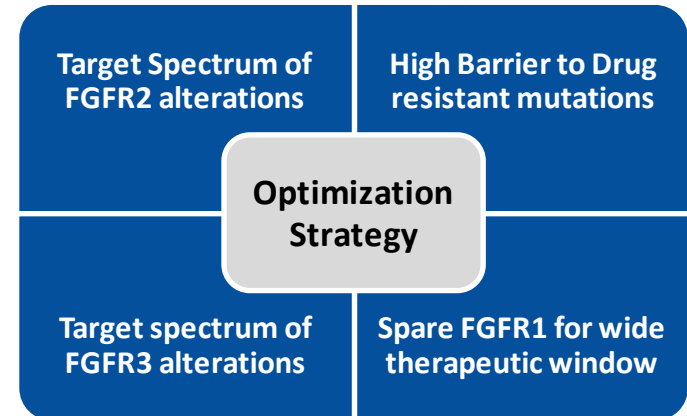 Target Spectrum of
FGFR2 alterations
High Barrier to Drug
resistant mutations
Optimization
Strategy
Target spectrum of
FGFR3 alterations
Spare FGFR1 for wide
therapeutic window